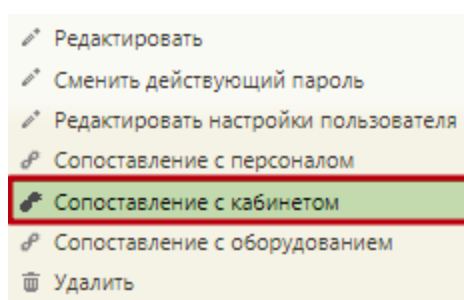 Редактировать
Сменить действующий пароль
Редактировать настройки пользователя
Сопоставление с персоналом
Сопоставление с кабинетом
Сопоставление с оборудованием
Удалить